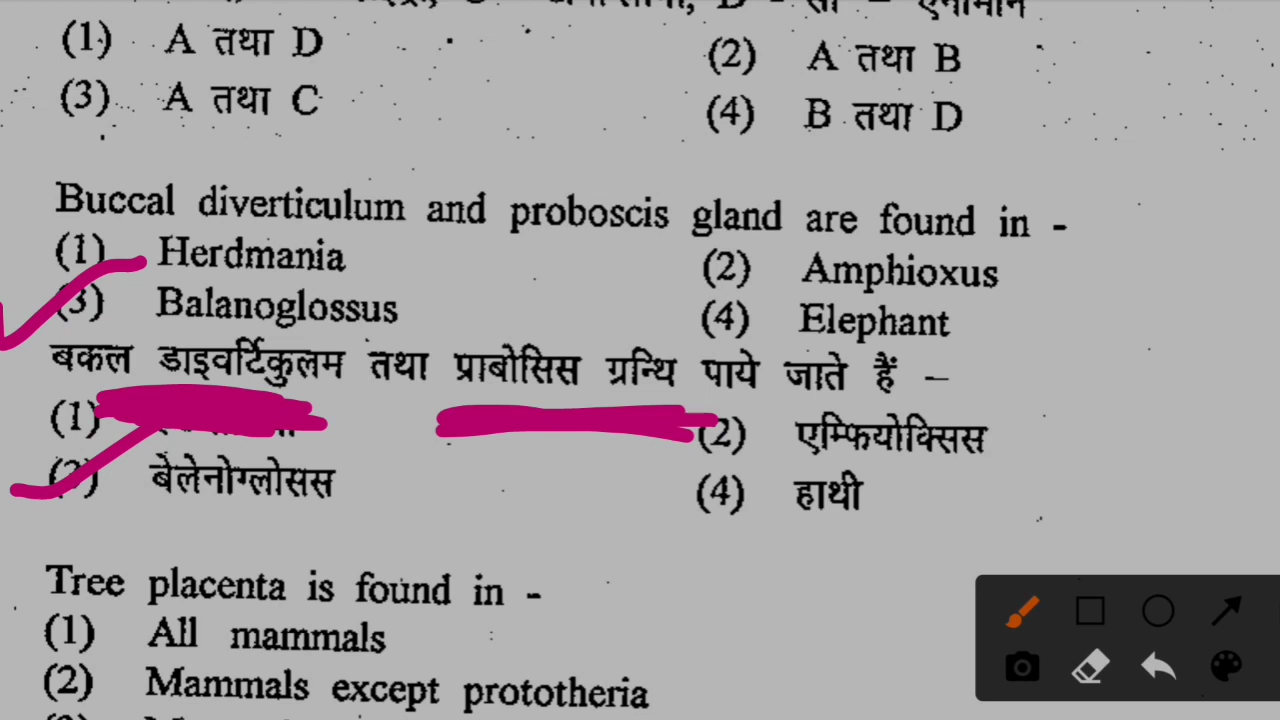 (1) A तथा D (2) A तथा B
(3) A तथा C (4) B तथा D
Buccal diverticulum and proboscis gland are found in -
(1) Herdmania (2) Amphioxus
(3) Balanoglossus (4) Elephant
बकल डाइवर्टिकुलम तथा प्राबोसिस ग्रन्थि पाये जाते हैं –
(1) (2) एम्फियोक्सिस
(3) बेलेनोग्लोसस (4) हाथी
Tree placenta is found in -
(1) All mammals
(2) Mammals except prototheria